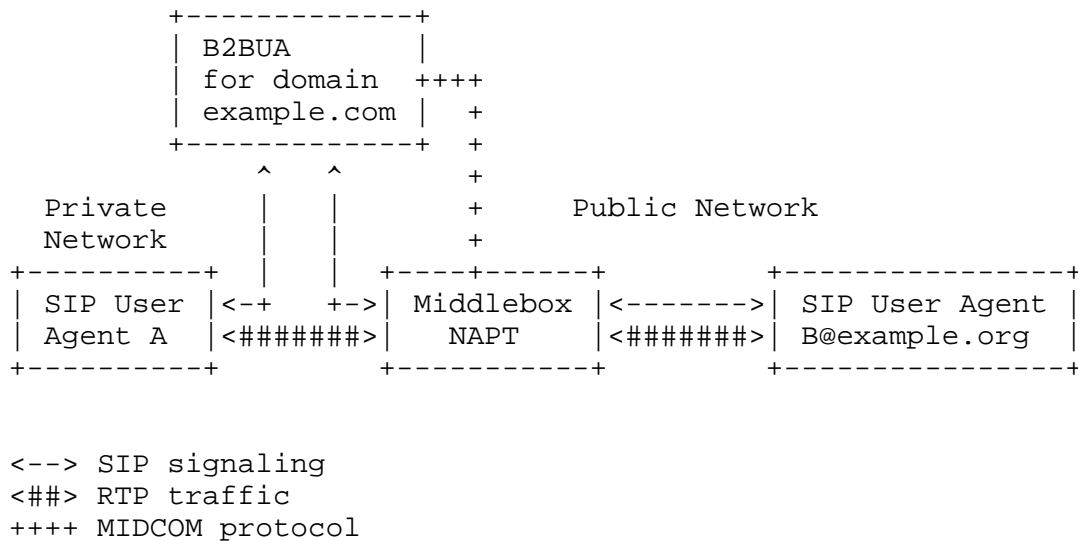 +-------------+
             | B2BUA       |
             | for domain  ++++
             | example.com |  +
             +-------------+  +
                  ^   ^       +
  Private         |   |       +     Public Network
  Network         |   |       +
+----------+      |   |  +----+------+         +----------------+
| SIP User |<-+   +->| Middlebox |<------->| SIP User Agent |
| Agent A  |<#######>|   NAPT    |<#######>| B@example.org  |
+----------+         +-----------+         +----------------+
<--> SIP signaling
<##> RTP traffic
++++ MIDCOM protocol